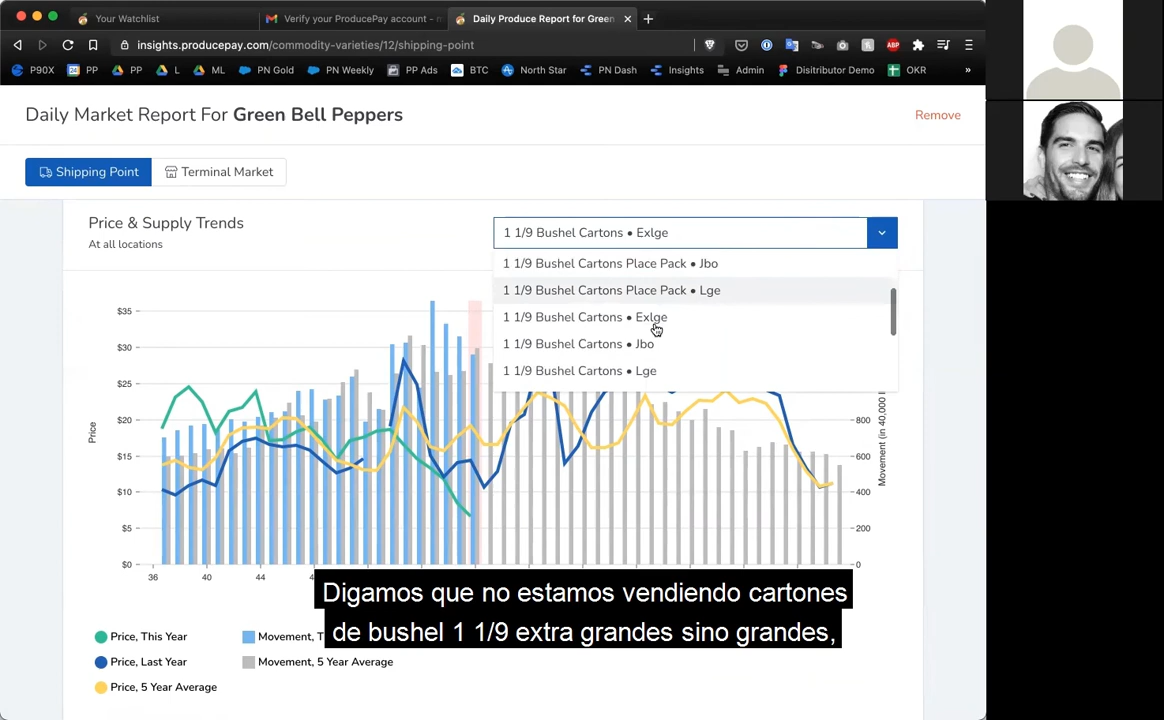 Your Watchlist
Verify your ProducePay account -
Daily Produce Report for Green
insights.producepay.com/commodity-varieties/12/shipping-point
ABP
P90X
PP
PP
L
ML
PN Gold
PN Weekly
PP Ads
BTC
North Star
PN Dash
Insights
Admin
Disitributor Demo
OKR
»
Daily Market Report For Green Bell Peppers
Remove
Shipping Point
Terminal Market
Price & Supply Trends
At all locations
1 1/9 Bushel Cartons • Exlge
1 1/9 Bushel Cartons Place Pack • Jbo
1 1/9 Bushel Cartons Place Pack • Lge
1 1/9 Bushel Cartons • Exlge
1 1/9 Bushel Cartons • Jbo
1 1/9 Bushel Cartons • Lge
Price
$35
$30
$25
$20
$15
$10
$5
$0
800
600
400
200
0
Movement (in 40,000
36
40
44
Digamos que no estamos vendiendo cartones
de bushel 1 1/9 extra grandes sino grandes,
Price, This Year
Movement, T
Price, Last Year
Movement, 5 Year Average
Price, 5 Year Average